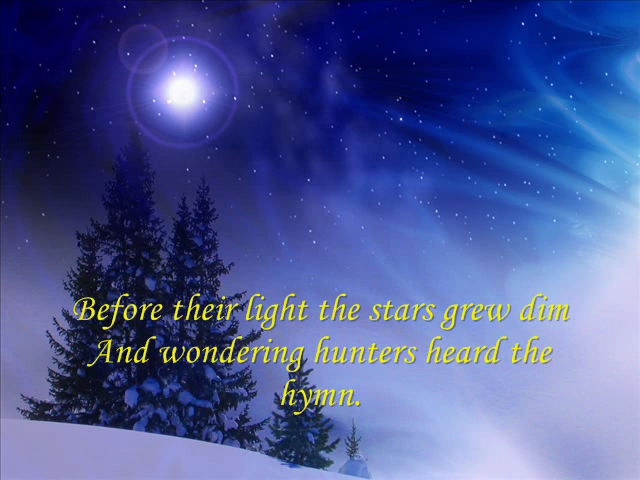 Before their light the stars grew dim
And wondering hunters heard the
hymn.